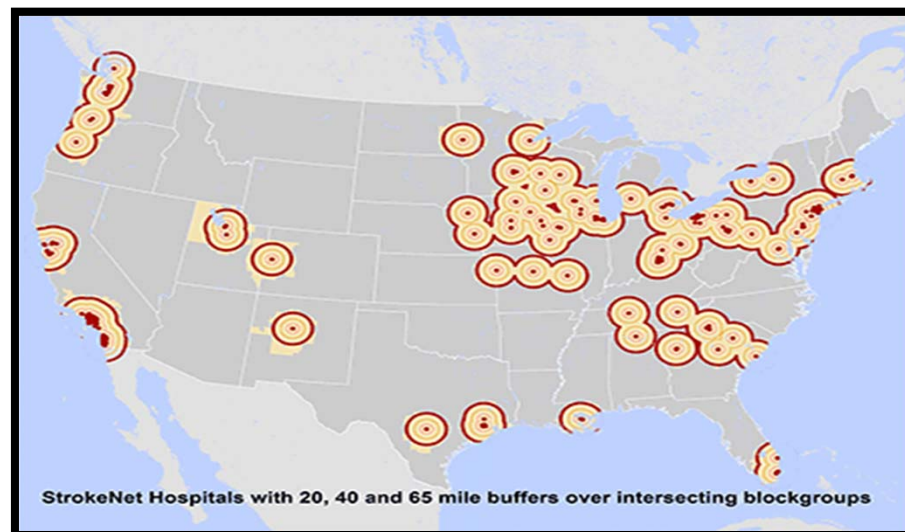 StrokeNet Hospitals with 20, 40 and 65 mile buffers over intersecting blockgroups